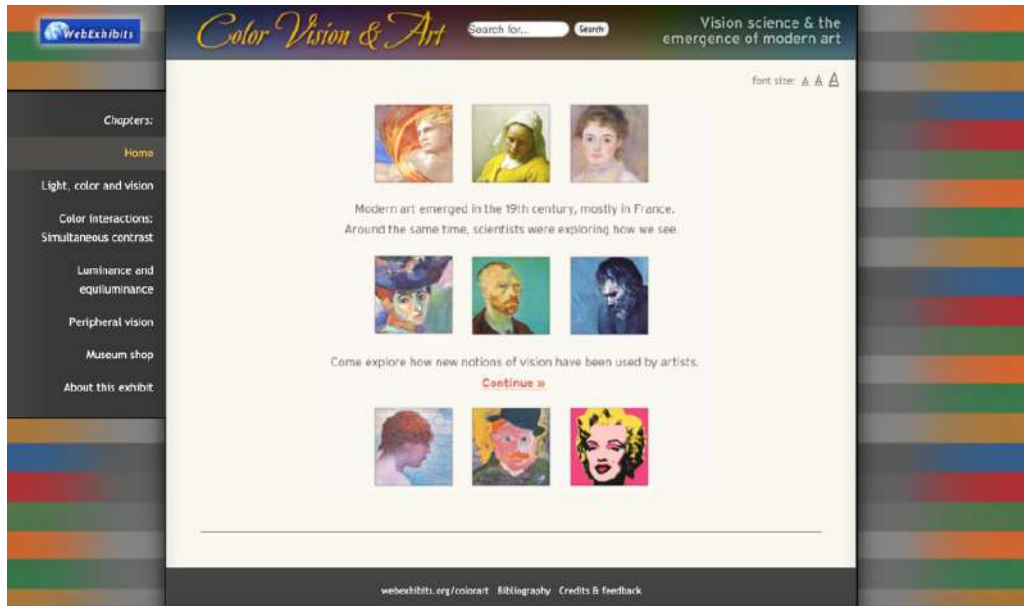 WebExhibits
Color Vision & Art
Search for...
Search
Vision science & the
emergence of modern art
font size: A A A
Chapters:
Home
Light, color and vision
Color interactions:
Simultaneous contrast
Luminance and
equiluminance
Peripheral vision
Museum shop
About this exhibit
Modern art emerged in the 19th century, mostly in France.
Around the same time, scientists were exploring how we see.
Come explore how new notions of vision have been used by artists.
Continue »
webexhibits.org/colorart Bibliography Credits & feedback